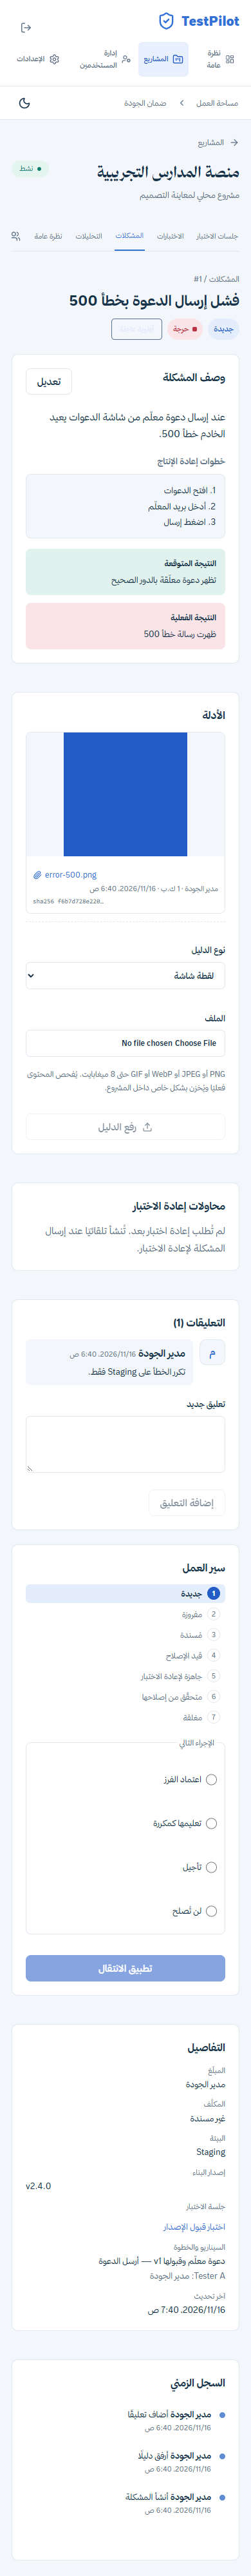 TestPilot
نظرة عامة
المشاريع
إدارة المستخدمين
الإعدادات
مساحة العمل
ضمان الجودة
المشاريع
منصة المدارس التجريبية
نشط
مشروع محلي لمعاينة التصميم
جلسات الاختبار
الاختبارات
المشكلات
التحليلات
نظرة عامة
المشكلات / #1
فشل إرسال الدعوة بخطأ 500
جديدة
حرجة
وصف المشكلة
تعديل
عند إرسال دعوة معلّم من شاشة الدعوات يعيد
الخادم خطأ 500.
خطوات إعادة الإنتاج
1. افتح الدعوات
2. أدخل بريد المعلّم
3. اضغط إرسال
النتيجة المتوقعة
تظهر دعوة معلّقة بالدور الصحيح
النتيجة الفعلية
ظهرت رسالة خطأ 500
الأدلة
error-500.png
مدير الجودة · 1 ك.ب · 2026/11/16، 6:40 ص
sha256 f6b7d728e228…
نوع الدليل
لقطة شاشة
الملف
Choose File No file chosen
PNG أو JPEG أو WebP أو GIF حتى 8 ميغابايت. يُفحص المحتوى
فعليًا ويُخزن بشكل خاص داخل المشروع.
رفع الدليل
محاولات إعادة الاختبار
لم تُطلب إعادة اختبار بعد. تُنشأ تلقائيًا عند إرسال
المشكلة لإعادة الاختبار.
التعليقات (1)
م
مدير الجودة 2026/11/16، 6:40 ص
تكرر الخطأ على Staging فقط.
تعليق جديد
إضافة التعليق
سير العمل
1 جديدة
2 مفروزة
3 مُسندة
4 قيد الإصلاح
5 جاهزة لإعادة الاختبار
6 متحقَّق من إصلاحها
7 مغلقة
الإجراء التالي
اعتماد الفرز
تعليمها كمكررة
تأجيل
لن تُصلح
تطبيق الانتقال
التفاصيل
المبلّغ
مدير الجودة
المكلّف
غير مسندة
البيئة
Staging
إصدار البناء
v2.4.0
جلسة الاختبار
اختبار قبول الإصدار
السيناريو والخطوة
دعوة معلّم وقبولها v1 — أرسل الدعوة
Tester A: مدير الجودة
آخر تحديث
2026/11/16، 7:40 ص
السجل الزمني
مدير الجودة أضاف تعليقًا
2026/11/16، 6:40 ص
مدير الجودة أرفق دليلًا
2026/11/16، 6:40 ص
مدير الجودة أنشأ المشكلة
2026/11/16، 6:40 ص